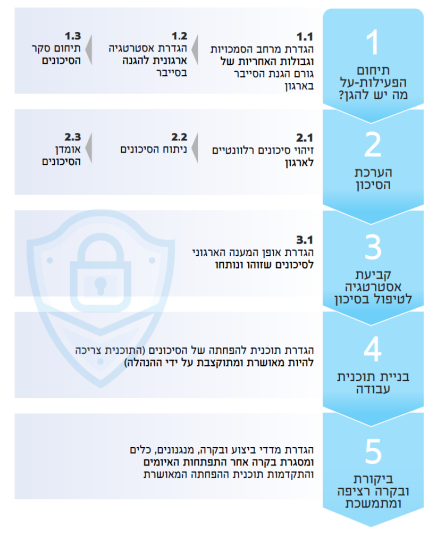 1
תיחום
הפעילות-על
מה יש להגן?
1.1
הגדרת מרחב הסמכויות
וגבולות האחריות של
גורם הגנת הסייבר
בארגון
1.2
הגדרת אסטרטגיה
ארגונית להגנה
בסייבר
1.3
תיחום סקר
הסיכונים
2
הערכת
הסיכון
2.1
זיהוי סיכונים רלוונטיים
לארגון
2.2
ניתוח הסיכונים
2.3
אומדן
הסיכונים
3
קביעת
אסטרטגיה
לטיפול בסיכון
3.1
הגדרת אופן המענה הארגוני
לסיכונים שזוהו ונותחו
4
בניית תוכנית
עבודה
הגדרת תוכנית להפחתה של הסיכונים (התוכנית צריכה
להיות מאושרת ומתוקצבת על ידי ההנהלה)
5
ביקורת
ובקרה רציפה
ומתמשכת
הגדרת מדדי ביצוע ובקרה, מנגנונים, כלים
ומסגרת בקרה אחר התפתחות האיומים
והתקדמות תוכנית ההפחתה המאושרת